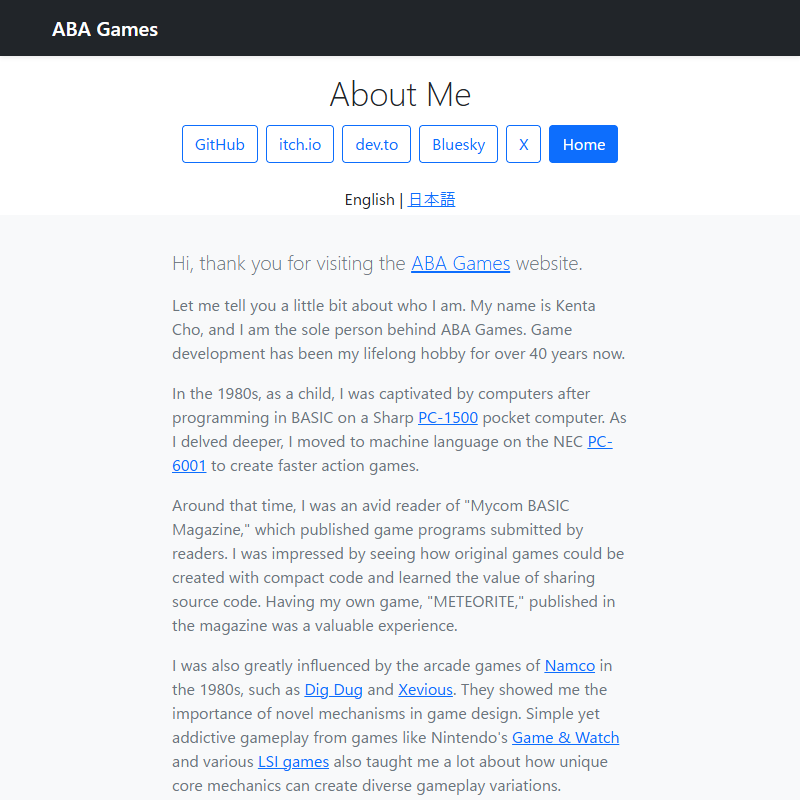 ABA Games
About Me
GitHub itch.io dev.to Bluesky X Home
English | 日本語
Hi, thank you for visiting the ABA Games website.
Let me tell you a little bit about who I am. My name is Kenta
Cho, and I am the sole person behind ABA Games. Game
development has been my lifelong hobby for over 40 years now.
In the 1980s, as a child, I was captivated by computers after
programming in BASIC on a Sharp PC-1500 pocket computer. As
I delved deeper, I moved to machine language on the NEC PC-
6001 to create faster action games.
Around that time, I was an avid reader of "Mycom BASIC
Magazine," which published game programs submitted by
readers. I was impressed by seeing how original games could be
created with compact code and learned the value of sharing
source code. Having my own game, "METEORITE," published in
the magazine was a valuable experience.
I was also greatly influenced by the arcade games of Namco in
the 1980s, such as Dig Dug and Xevious. They showed me the
importance of novel mechanisms in game design. Simple yet
addictive gameplay from games like Nintendo's Game & Watch
and various LSI games also taught me a lot about how unique
core mechanics can create diverse gameplay variations.